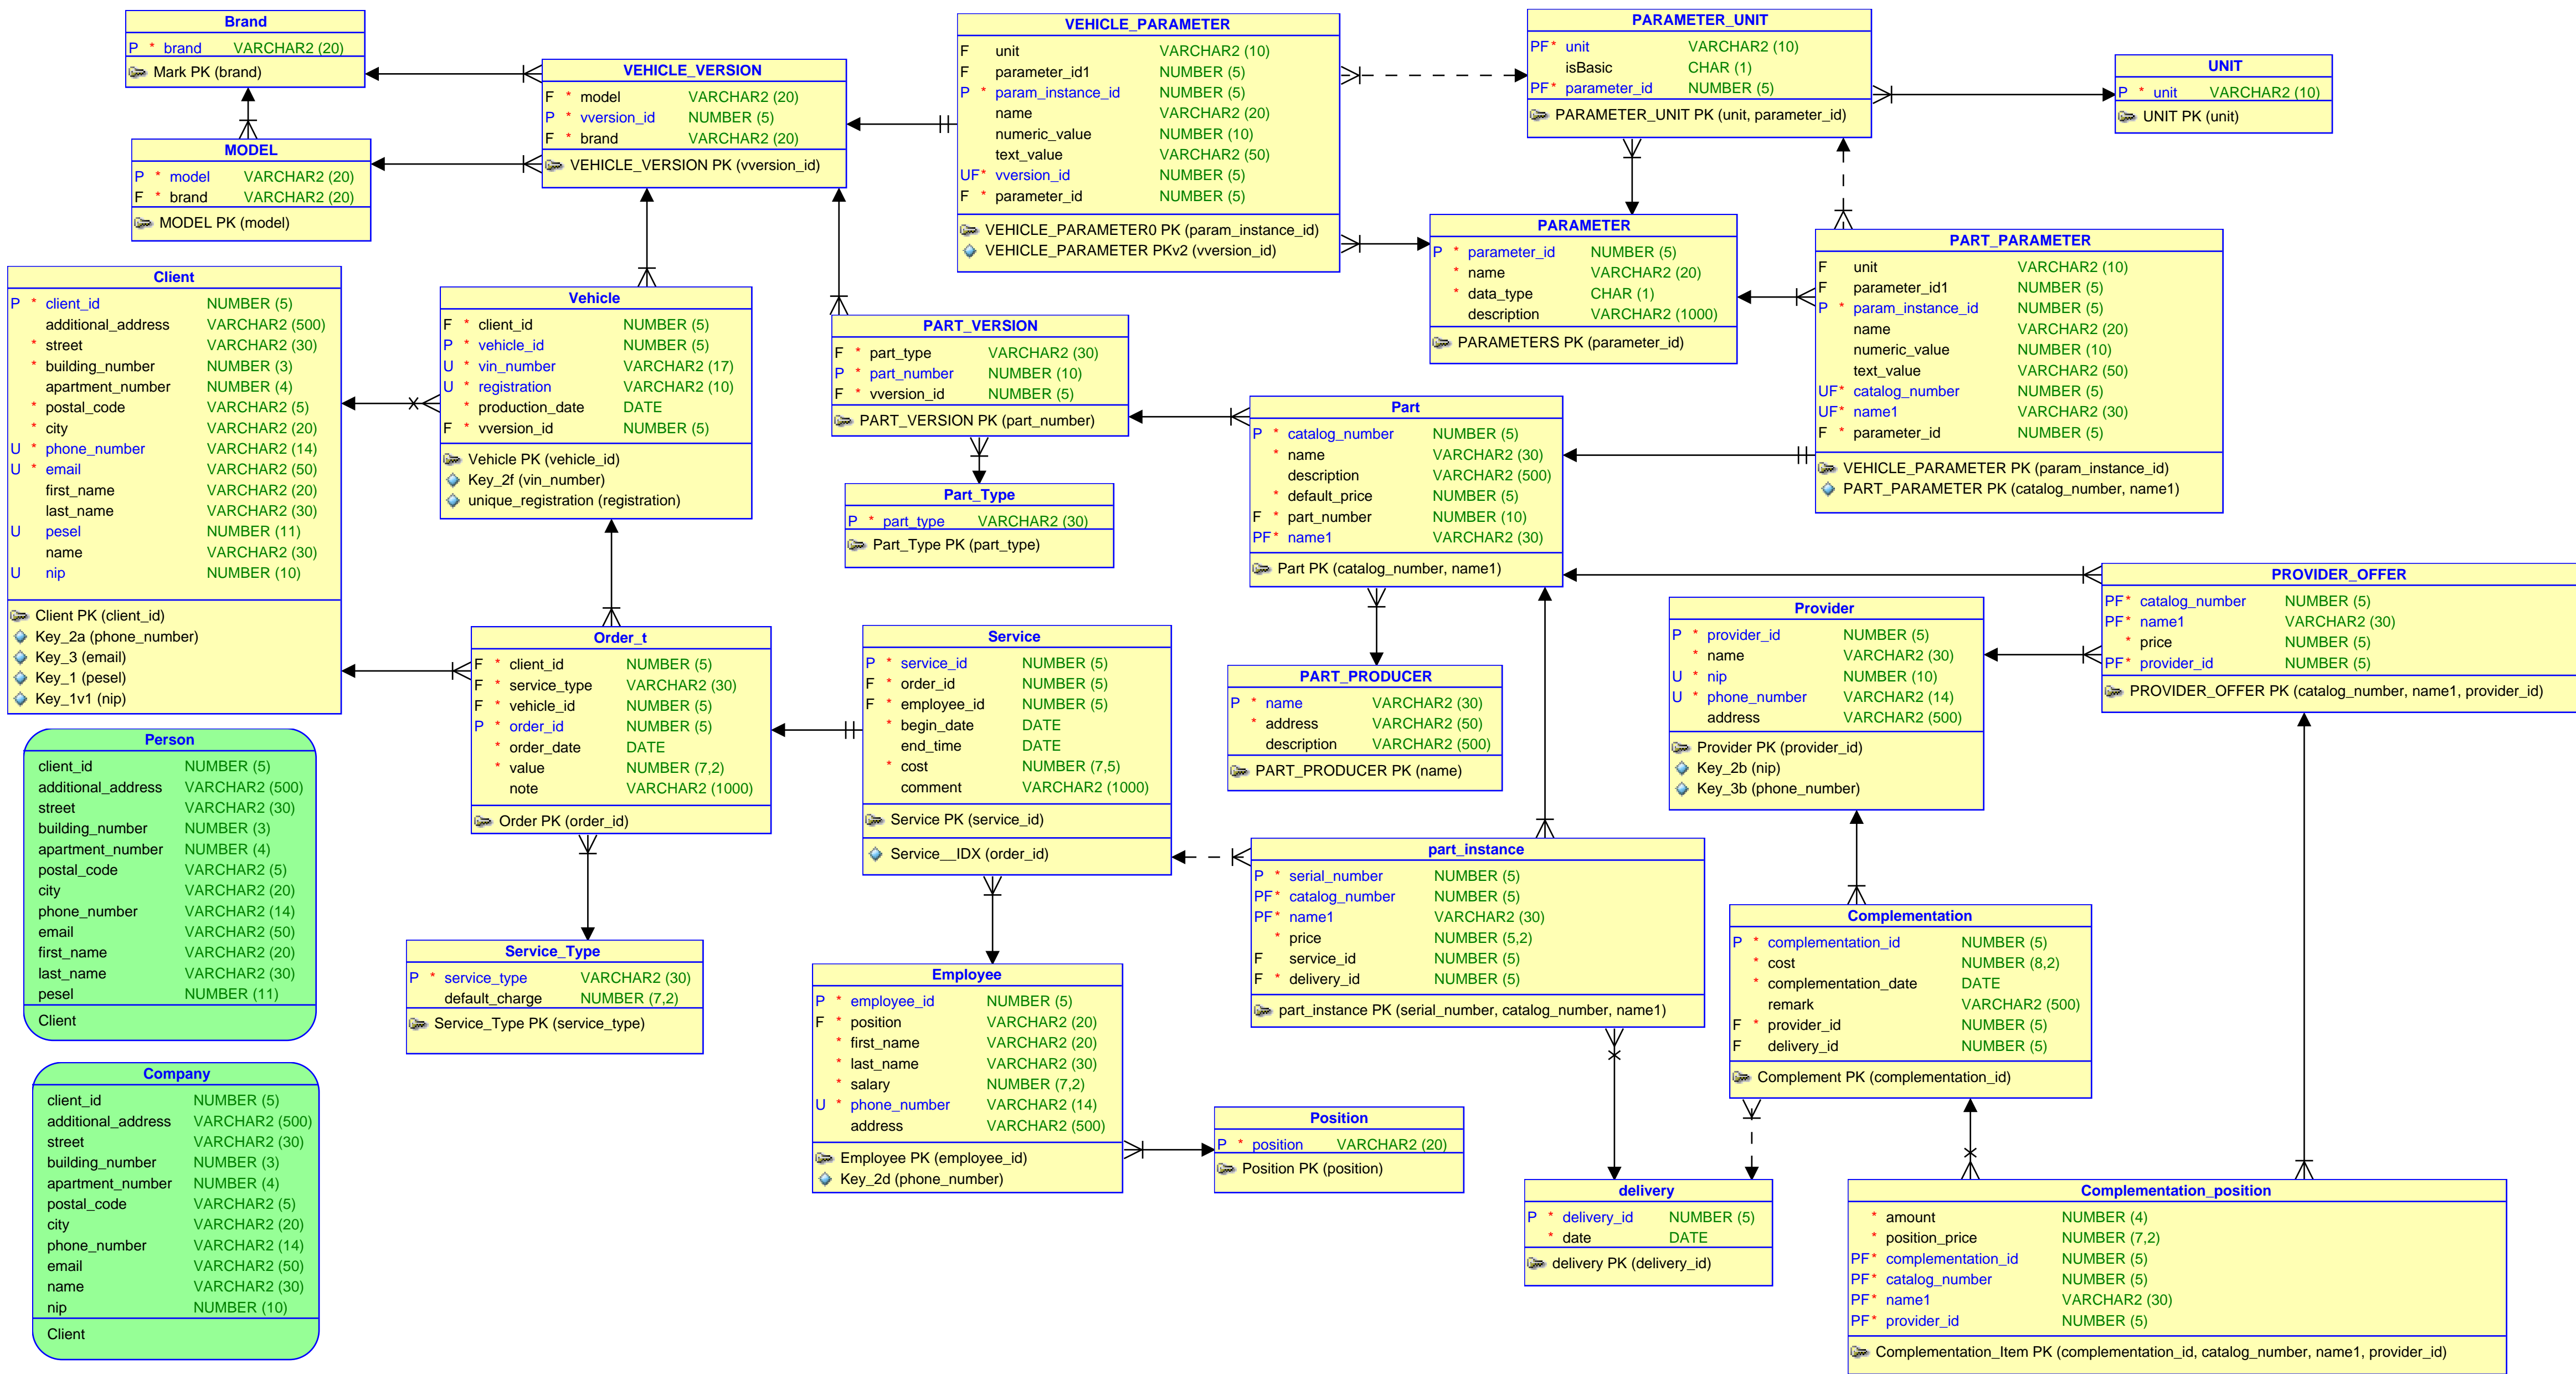 Brand
P * brand VARCHAR2 (20)
Mark PK (brand)
MODEL
P * model VARCHAR2 (20)
F * brand VARCHAR2 (20)
MODEL PK (model)
VEHICLE_VERSION
F * model VARCHAR2 (20)
P * vversion_id NUMBER (5)
F * brand VARCHAR2 (20)
VEHICLE_VERSION PK (vversion_id)
VEHICLE_PARAMETER
F unit VARCHAR2 (10)
F parameter_id1 NUMBER (5)
P * param_instance_id NUMBER (5)
name VARCHAR2 (20)
numeric_value NUMBER (10)
text_value VARCHAR2 (50)
UF* vversion_id NUMBER (5)
F * parameter_id NUMBER (5)
VEHICLE_PARAMETER0 PK (param_instance_id)
VEHICLE_PARAMETER PKv2 (vversion_id)
PARAMETER_UNIT
PF* unit VARCHAR2 (10)
isBasic CHAR (1)
PF* parameter_id NUMBER (5)
PARAMETER_UNIT PK (unit, parameter_id)
UNIT
P * unit VARCHAR2 (10)
UNIT PK (unit)
PARAMETER
P * parameter_id NUMBER (5)
* name VARCHAR2 (20)
* data_type CHAR (1)
description VARCHAR2 (1000)
PARAMETERS PK (parameter_id)
PART_PARAMETER
F unit VARCHAR2 (10)
F parameter_id1 NUMBER (5)
P * param_instance_id NUMBER (5)
name VARCHAR2 (20)
numeric_value NUMBER (10)
text_value VARCHAR2 (50)
UF* catalog_number NUMBER (5)
UF* name1 VARCHAR2 (30)
F * parameter_id NUMBER (5)
VEHICLE_PARAMETER PK (param_instance_id)
PART_PARAMETER PK (catalog_number, name1)
Client
P * client_id NUMBER (5)
additional_address VARCHAR2 (500)
* street VARCHAR2 (30)
* building_number NUMBER (3)
apartment_number NUMBER (4)
* postal_code VARCHAR2 (5)
* city VARCHAR2 (20)
U * phone_number VARCHAR2 (14)
U * email VARCHAR2 (50)
first_name VARCHAR2 (20)
last_name VARCHAR2 (30)
U pesel NUMBER (11)
name VARCHAR2 (30)
U nip NUMBER (10)
Client PK (client_id)
Key_2a (phone_number)
Key_3 (email)
Key_1 (pesel)
Key_1v1 (nip)
Vehicle
F * client_id NUMBER (5)
P * vehicle_id NUMBER (5)
U * vin_number VARCHAR2 (17)
U * registration VARCHAR2 (10)
* production_date DATE
F * vversion_id NUMBER (5)
Vehicle PK (vehicle_id)
Key_2f (vin_number)
unique_registration (registration)
PART_VERSION
F * part_type VARCHAR2 (30)
P * part_number NUMBER (10)
F * vversion_id NUMBER (5)
PART_VERSION PK (part_number)
Part_Type
P * part_type VARCHAR2 (30)
Part_Type PK (part_type)
Part
P * catalog_number NUMBER (5)
* name VARCHAR2 (30)
description VARCHAR2 (500)
* default_price NUMBER (5)
F * part_number NUMBER (10)
PF* name1 VARCHAR2 (30)
Part PK (catalog_number, name1)
PROVIDER_OFFER
PF* catalog_number NUMBER (5)
PF* name1 VARCHAR2 (30)
* price NUMBER (5)
PF* provider_id NUMBER (5)
PROVIDER_OFFER PK (catalog_number, name1, provider_id)
Provider
P * provider_id NUMBER (5)
* name VARCHAR2 (30)
U * nip NUMBER (10)
U * phone_number VARCHAR2 (14)
address VARCHAR2 (500)
Provider PK (provider_id)
Key_2b (nip)
Key_3b (phone_number)
Order_t
F * client_id NUMBER (5)
F * service_type VARCHAR2 (30)
F * vehicle_id NUMBER (5)
P * order_id NUMBER (5)
* order_date DATE
* value NUMBER (7,2)
note VARCHAR2 (1000)
Order PK (order_id)
Service
P * service_id NUMBER (5)
F * order_id NUMBER (5)
F * employee_id NUMBER (5)
* begin_date DATE
end_time DATE
* cost NUMBER (7,5)
comment VARCHAR2 (1000)
Service PK (service_id)
Service__IDX (order_id)
PART_PRODUCER
P * name VARCHAR2 (30)
* address VARCHAR2 (50)
description VARCHAR2 (500)
PART_PRODUCER PK (name)
Person
client_id NUMBER (5)
additional_address VARCHAR2 (500)
street VARCHAR2 (30)
building_number NUMBER (3)
apartment_number NUMBER (4)
postal_code VARCHAR2 (5)
city VARCHAR2 (20)
phone_number VARCHAR2 (14)
email VARCHAR2 (50)
first_name VARCHAR2 (20)
last_name VARCHAR2 (30)
pesel NUMBER (11)
Client
Service_Type
P * service_type VARCHAR2 (30)
default_charge NUMBER (7,2)
Service_Type PK (service_type)
part_instance
P * serial_number NUMBER (5)
PF* catalog_number NUMBER (5)
PF* name1 VARCHAR2 (30)
* price NUMBER (5,2)
F service_id NUMBER (5)
F * delivery_id NUMBER (5)
part_instance PK (serial_number, catalog_number, name1)
Complementation
P * complementation_id NUMBER (5)
* cost NUMBER (8,2)
* complementation_date DATE
remark VARCHAR2 (500)
F * provider_id NUMBER (5)
F delivery_id NUMBER (5)
Complement PK (complementation_id)
Employee
P * employee_id NUMBER (5)
F * position VARCHAR2 (20)
* first_name VARCHAR2 (20)
* last_name VARCHAR2 (30)
* salary NUMBER (7,2)
U * phone_number VARCHAR2 (14)
address VARCHAR2 (500)
Employee PK (employee_id)
Key_2d (phone_number)
Position
P * position VARCHAR2 (20)
Position PK (position)
Company
client_id NUMBER (5)
additional_address VARCHAR2 (500)
street VARCHAR2 (30)
building_number NUMBER (3)
apartment_number NUMBER (4)
postal_code VARCHAR2 (5)
city VARCHAR2 (20)
phone_number VARCHAR2 (14)
email VARCHAR2 (50)
name VARCHAR2 (30)
nip NUMBER (10)
Client
delivery
P * delivery_id NUMBER (5)
* date DATE
delivery PK (delivery_id)
Complementation_position
* amount NUMBER (4)
* position_price NUMBER (7,2)
PF* complementation_id NUMBER (5)
PF* catalog_number NUMBER (5)
PF* name1 VARCHAR2 (30)
PF* provider_id NUMBER (5)
Complementation_Item PK (complementation_id, catalog_number, name1, provider_id)